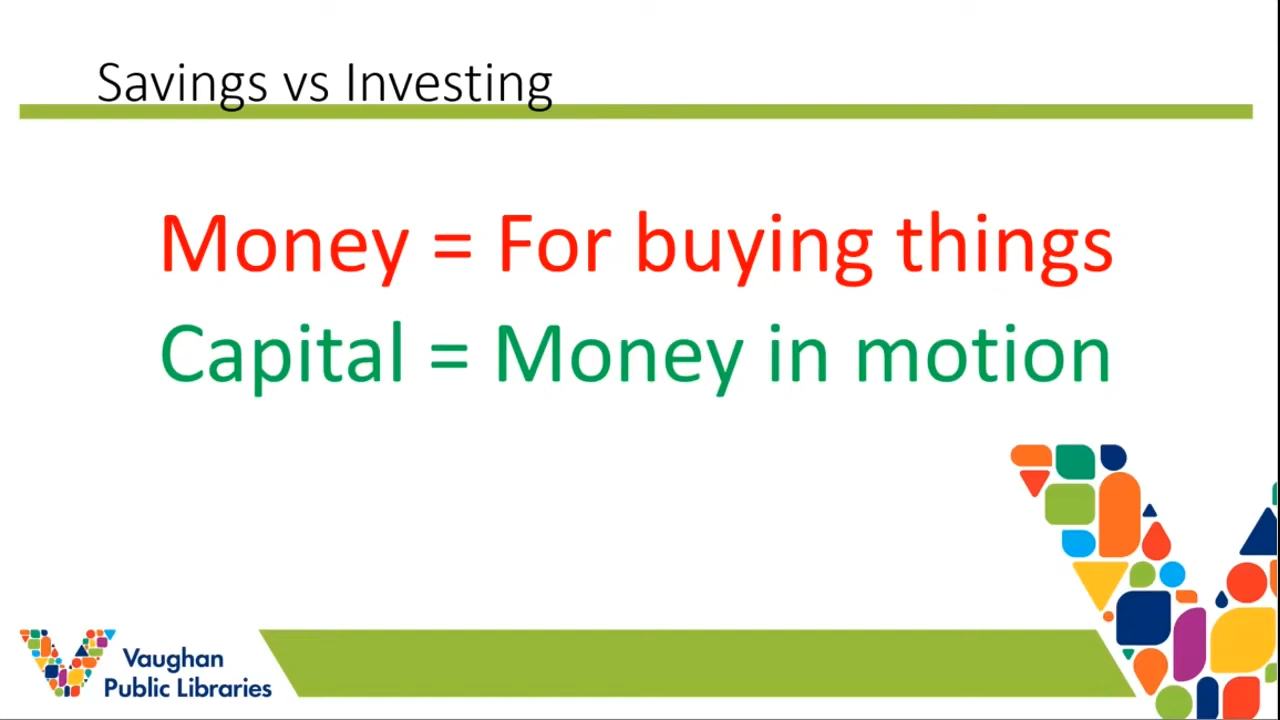 Savings vs Investing
Money = For buying things
Capital = Money in motion
Vaughan
Public Libraries